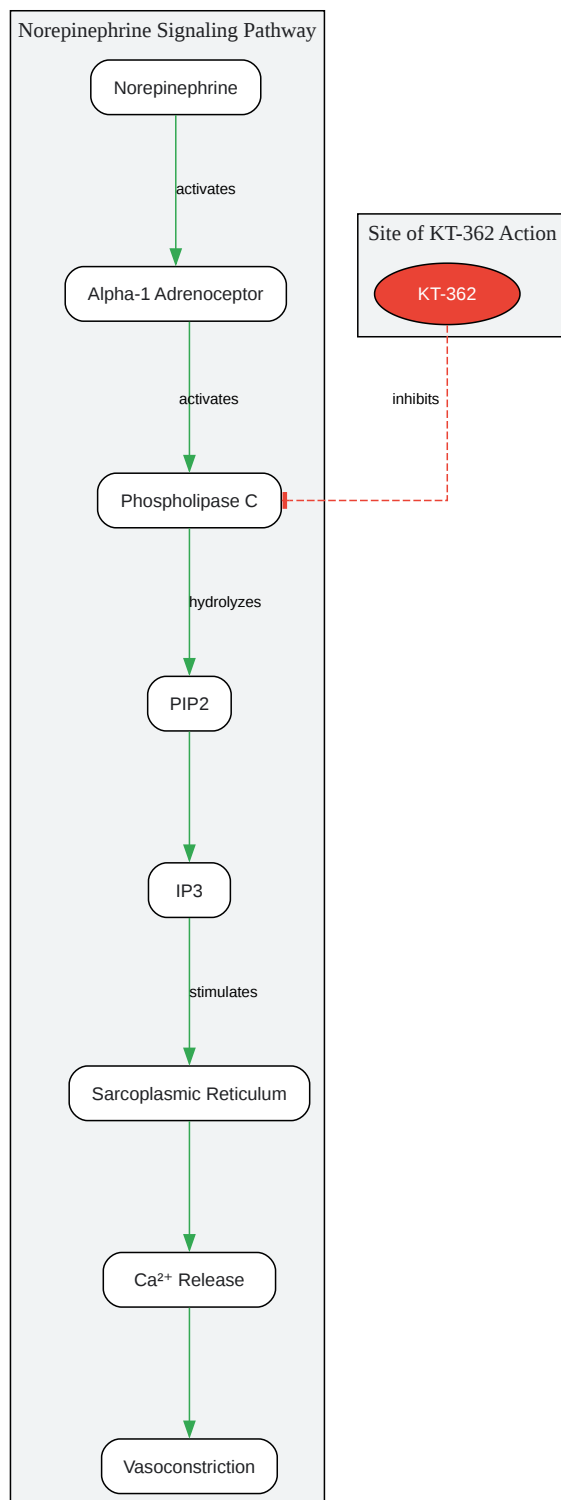 Norepinephrine Signaling Pathway
Norepinephrine
activates
Site of KT-362 Action
Alpha-1 Adrenoceptor
KT-362
activates
inhibits
Phospholipase C
hydrolyzes
PIP2
IP3
stimulates
Sarcoplasmic Reticulum
Ca²⁺ Release
Vasoconstriction